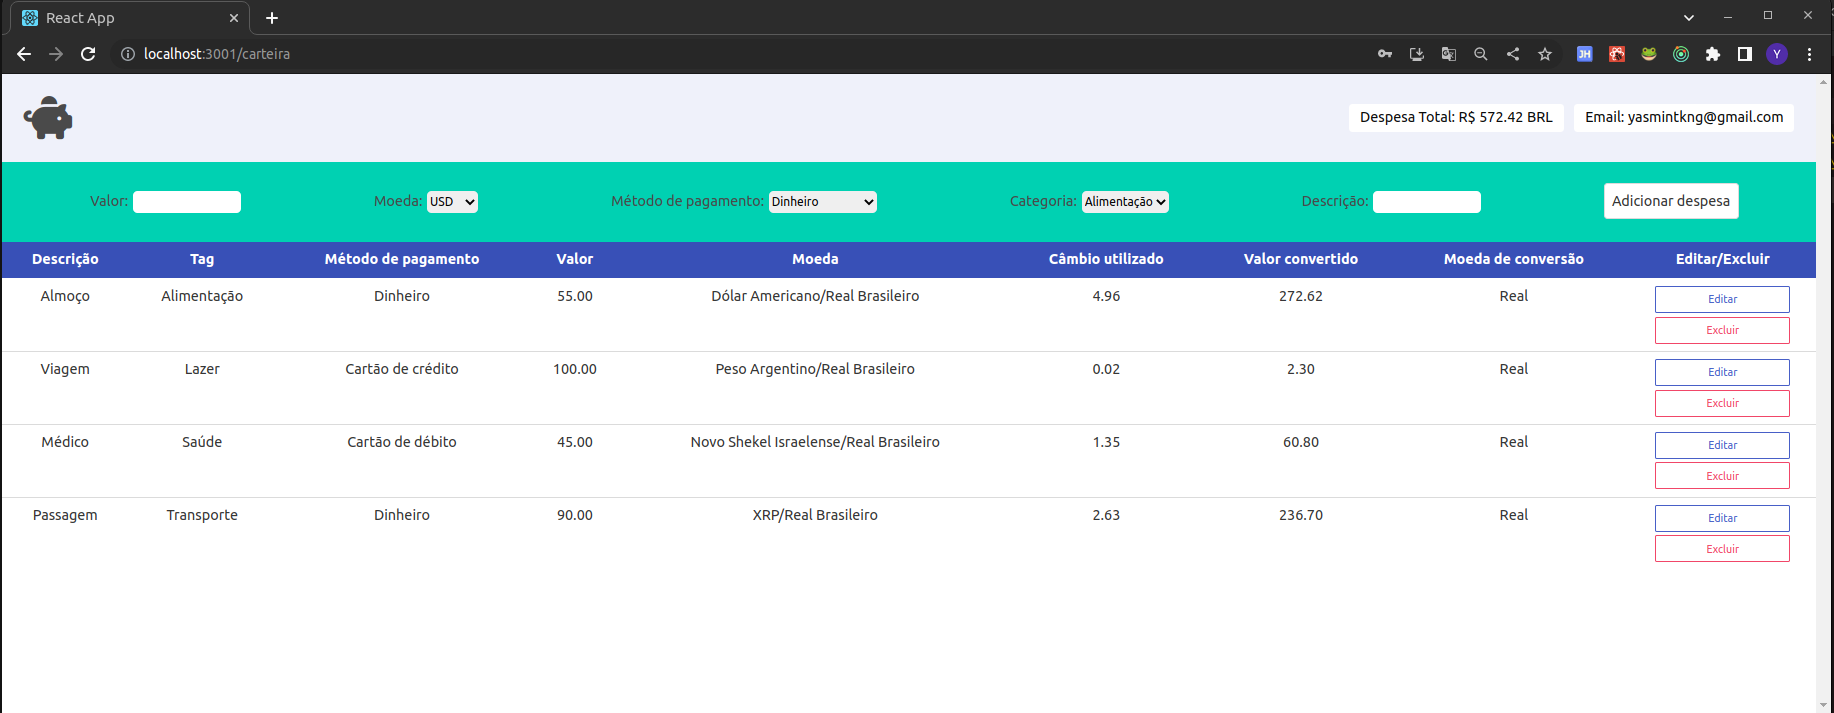 React App
localhost:3001/carteira
JH
Y
Despesa Total: R$ 572.42 BRL Email: yasmintkng@gmail.com
Valor: Moeda: USD Método de pagamento: Dinheiro Categoria: Alimentação Descrição: Adicionar despesa
Descrição Tag Método de pagamento Valor Moeda Câmbio utilizado Valor convertido Moeda de conversão Editar/Excluir
Almoço Alimentação Dinheiro 55.00 Dólar Americano/Real Brasileiro 4.96 272.62 Real Editar
Excluir
Viagem Lazer Cartão de crédito 100.00 Peso Argentino/Real Brasileiro 0.02 2.30 Real Editar
Excluir
Médico Saúde Cartão de débito 45.00 Novo Shekel Israelense/Real Brasileiro 1.35 60.80 Real Editar
Excluir
Passagem Transporte Dinheiro 90.00 XRP/Real Brasileiro 2.63 236.70 Real Editar
Excluir